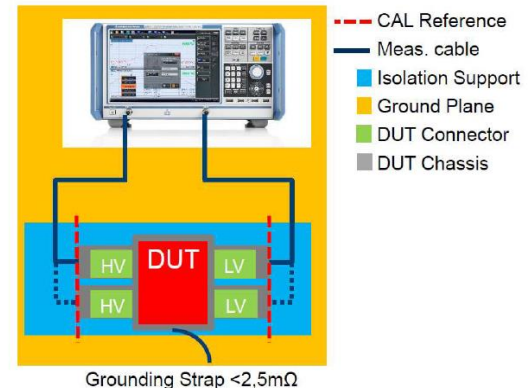 CAL Reference
Meas. cable
Isolation Support
Ground Plane
DUT Connector
DUT Chassis
HV DUT LV
HV LV
Grounding Strap <2,5mΩ